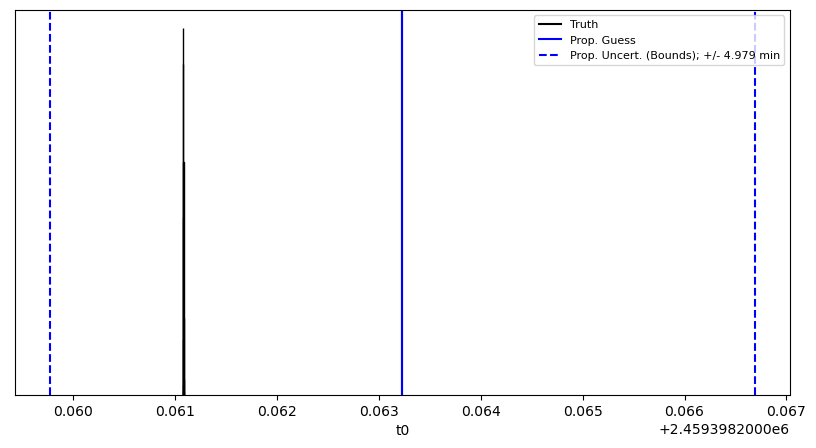 Truth
Prop. Guess
Prop. Uncert. (Bounds); +/- 4.979 min
0.060 0.061 0.062 0.063 0.064 0.065 0.066 0.067
t0
+2.4593982000e6